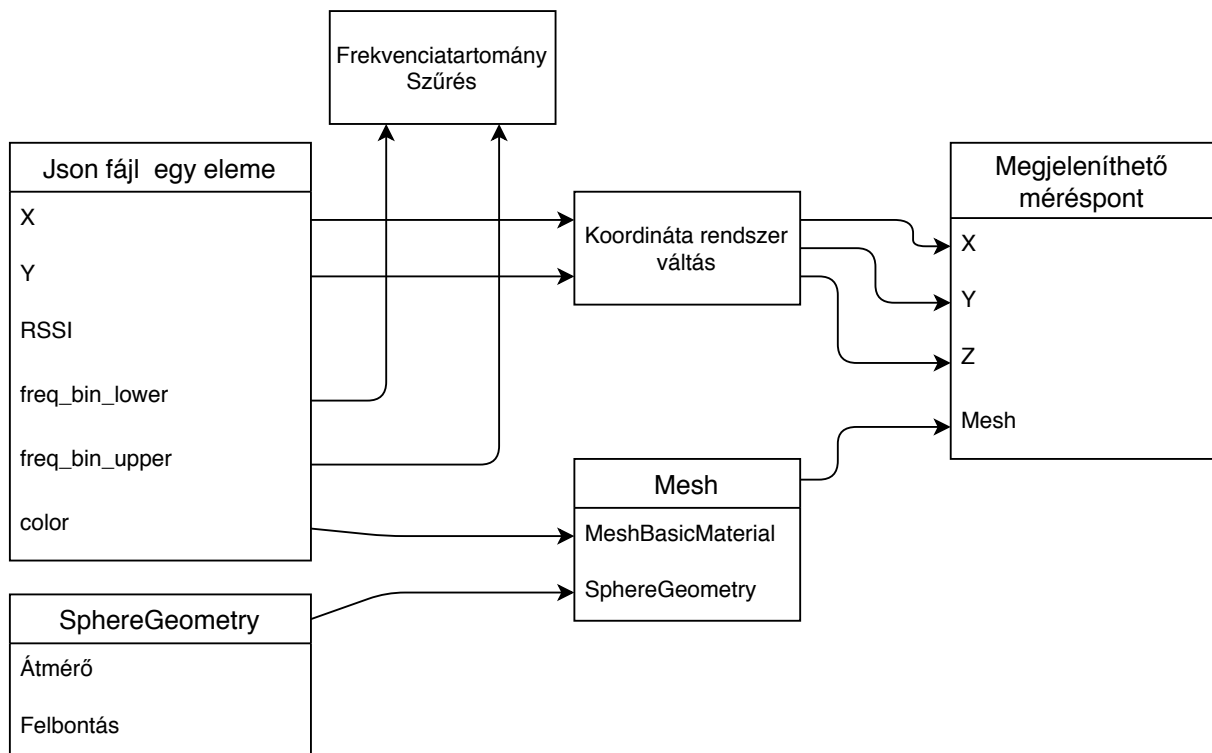 Frekvenciatartomány
Szűrés
Json fájl  egy eleme
X
Y
RSSI
freq_bin_lower
freq_bin_upper
color
SphereGeometry
Átmérő
Felbontás
Koordináta rendszer
váltás
Mesh
MeshBasicMaterial
SphereGeometry
Megjeleníthető
méréspont
X
Y
Z
Mesh